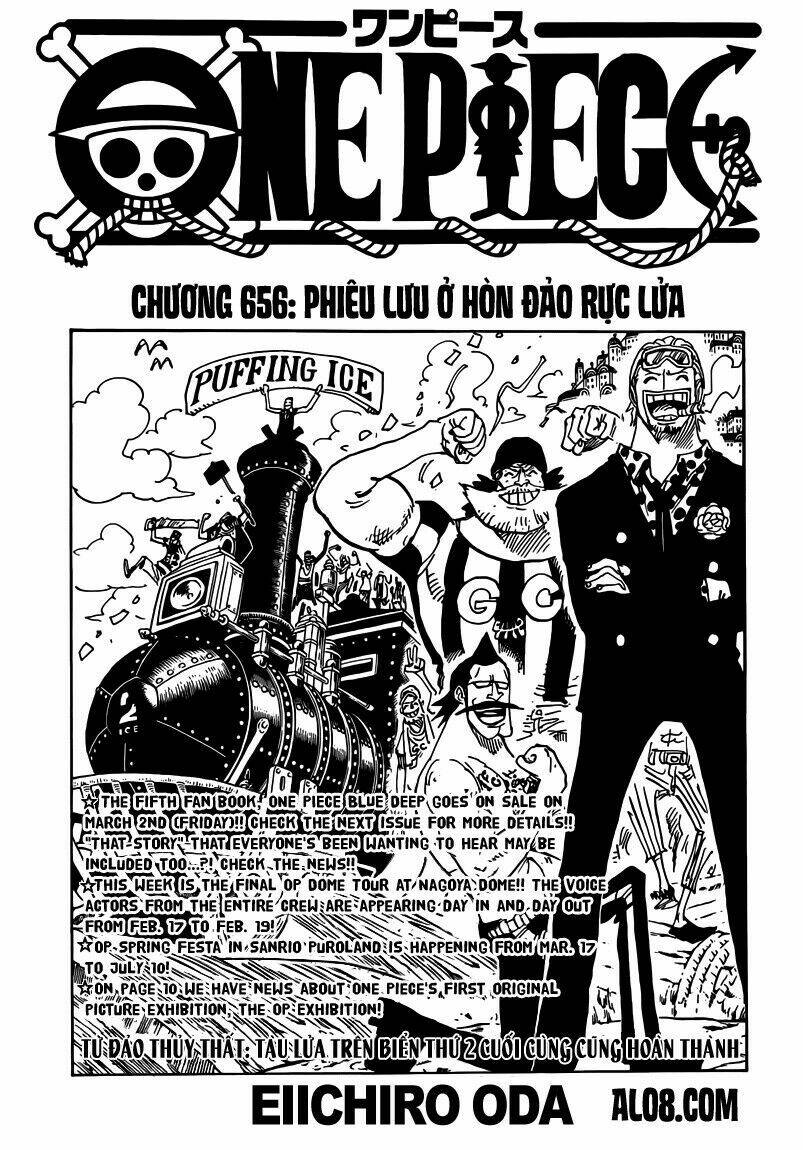 ワンピース
ONE PIECE
CHƯƠNG 656: PHIÊU LƯU Ở HÒN ĐẢO RỰC LỬA
PUFFING ICE
G C
2
ICE
☆THE FIFTH FAN BOOK, ONE PIECE BLUE DEEP GOES ON SALE ON
MARCH 2ND (FRIDAY)!! CHECK THE NEXT ISSUE FOR MORE DETAILS!!
"THAT STORY" THAT EVERYONE'S BEEN WANTING TO HEAR MAY BE
INCLUDED TOO...?! CHECK THE NEWS!!
☆THIS WEEK IS THE FINAL OP DOME TOUR AT NAGOYA DOME!! THE VOICE
ACTORS FROM THE ENTIRE CREW ARE APPEARING DAY IN AND DAY OUT
FROM FEB. 17 TO FEB. 19!
☆OP SPRING FESTA IN SANRIO PUROLAND IS HAPPENING FROM MAR. 17
TO JULY 10!
☆ON PAGE 10 WE HAVE NEWS ABOUT ONE PIECE'S FIRST ORIGINAL
PICTURE EXHIBITION, THE OP EXHIBITION!
TỪ ĐẢO THỦY THẤT: TÀU LỬA TRÊN BIỂN THỨ 2 CUỐI CÙNG CŨNG HOÀN THÀNH
EIICHIRO ODA
AL08.COM